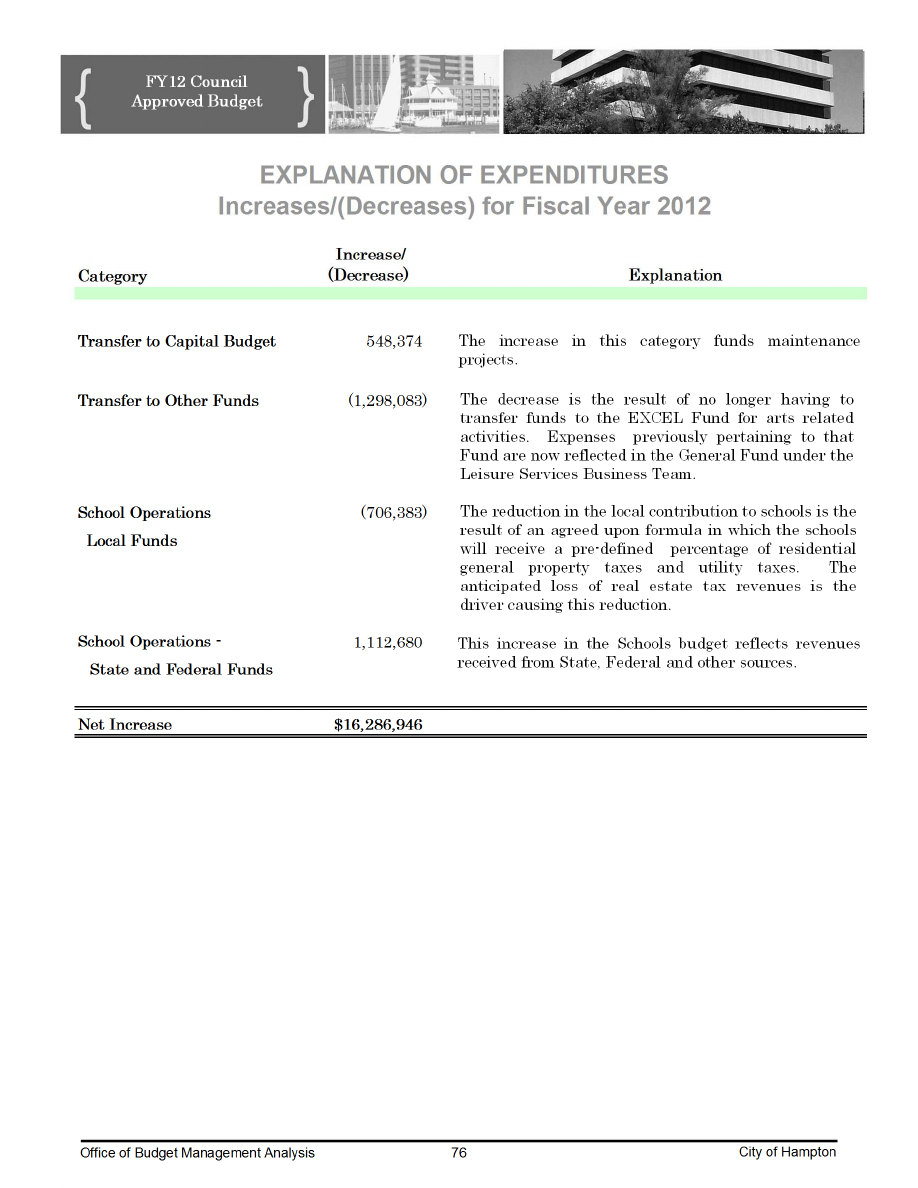 FY12 Council
Approved Budget
EXPLANATION OF EXPENDITURES
Increases/(Decreases) for Fiscal Year 2012
Increase/
Category (Decrease) Explanation
Transfer to Capital Budget 548,374 The increase in this category funds maintenance
projects.
Transfer to Other Funds (1,298,083) The decrease is the result of no longer having to
transfer funds to the EXCEL Fund for arts related
activities. Expenses previously pertaining to that
Fund are now reflected in the General Fund under the
Leisure Services Business Team.
School Operations (706,383) The reduction in the local contribution to schools is the
result of an agreed upon formula in which the schools
Local Funds
will receive a pre-defined percentage of residential
general property taxes and utility taxes. The
anticipated loss of real estate tax revenues is the
driver causing this reduction.
School Operations - 1,112,680 This increase in the Schools budget reflects revenues
State and Federal Funds received from State, Federal and other sources.
Net Increase $16,286,946
Office of Budget Management Analysis 76 City of Hampton